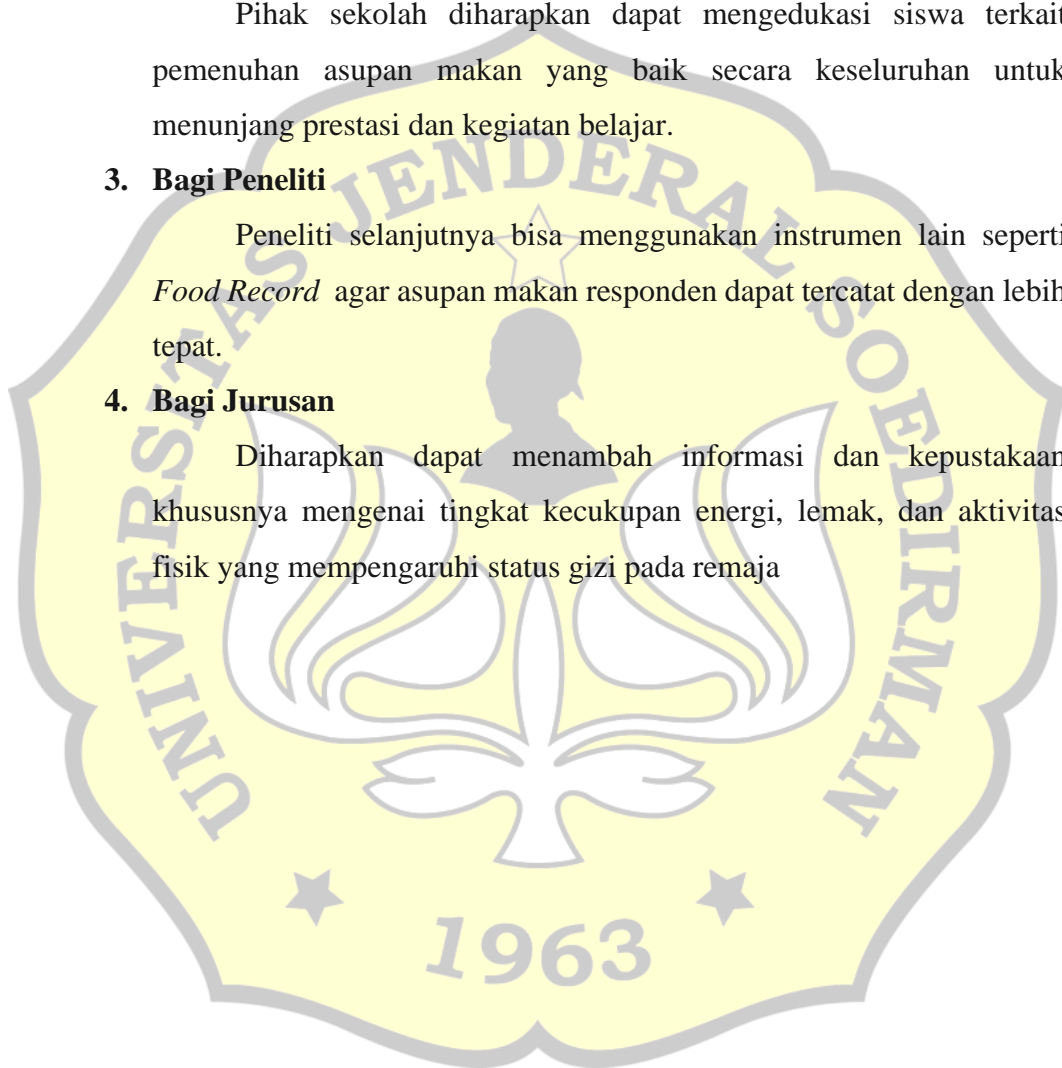 Pihak sekolah diharapkan dapat mengedukasi siswa terkait
pemenuhan asupan makan yang baik secara keseluruhan untuk
menunjang prestasi dan kegiatan belajar.
3. Bagi Peneliti
Peneliti selanjutnya bisa menggunakan instrumen lain seperti
Food Record agar asupan makan responden dapat tercatat dengan lebih
tepat.
4. Bagi Jurusan
Diharapkan dapat menambah informasi dan kepustakaan
khususnya mengenai tingkat kecukupan energi, lemak, dan aktivitas
fisik yang mempengaruhi status gizi pada remaja
UNIVERSITAS JENDERAL SOEDIRMAN
1963